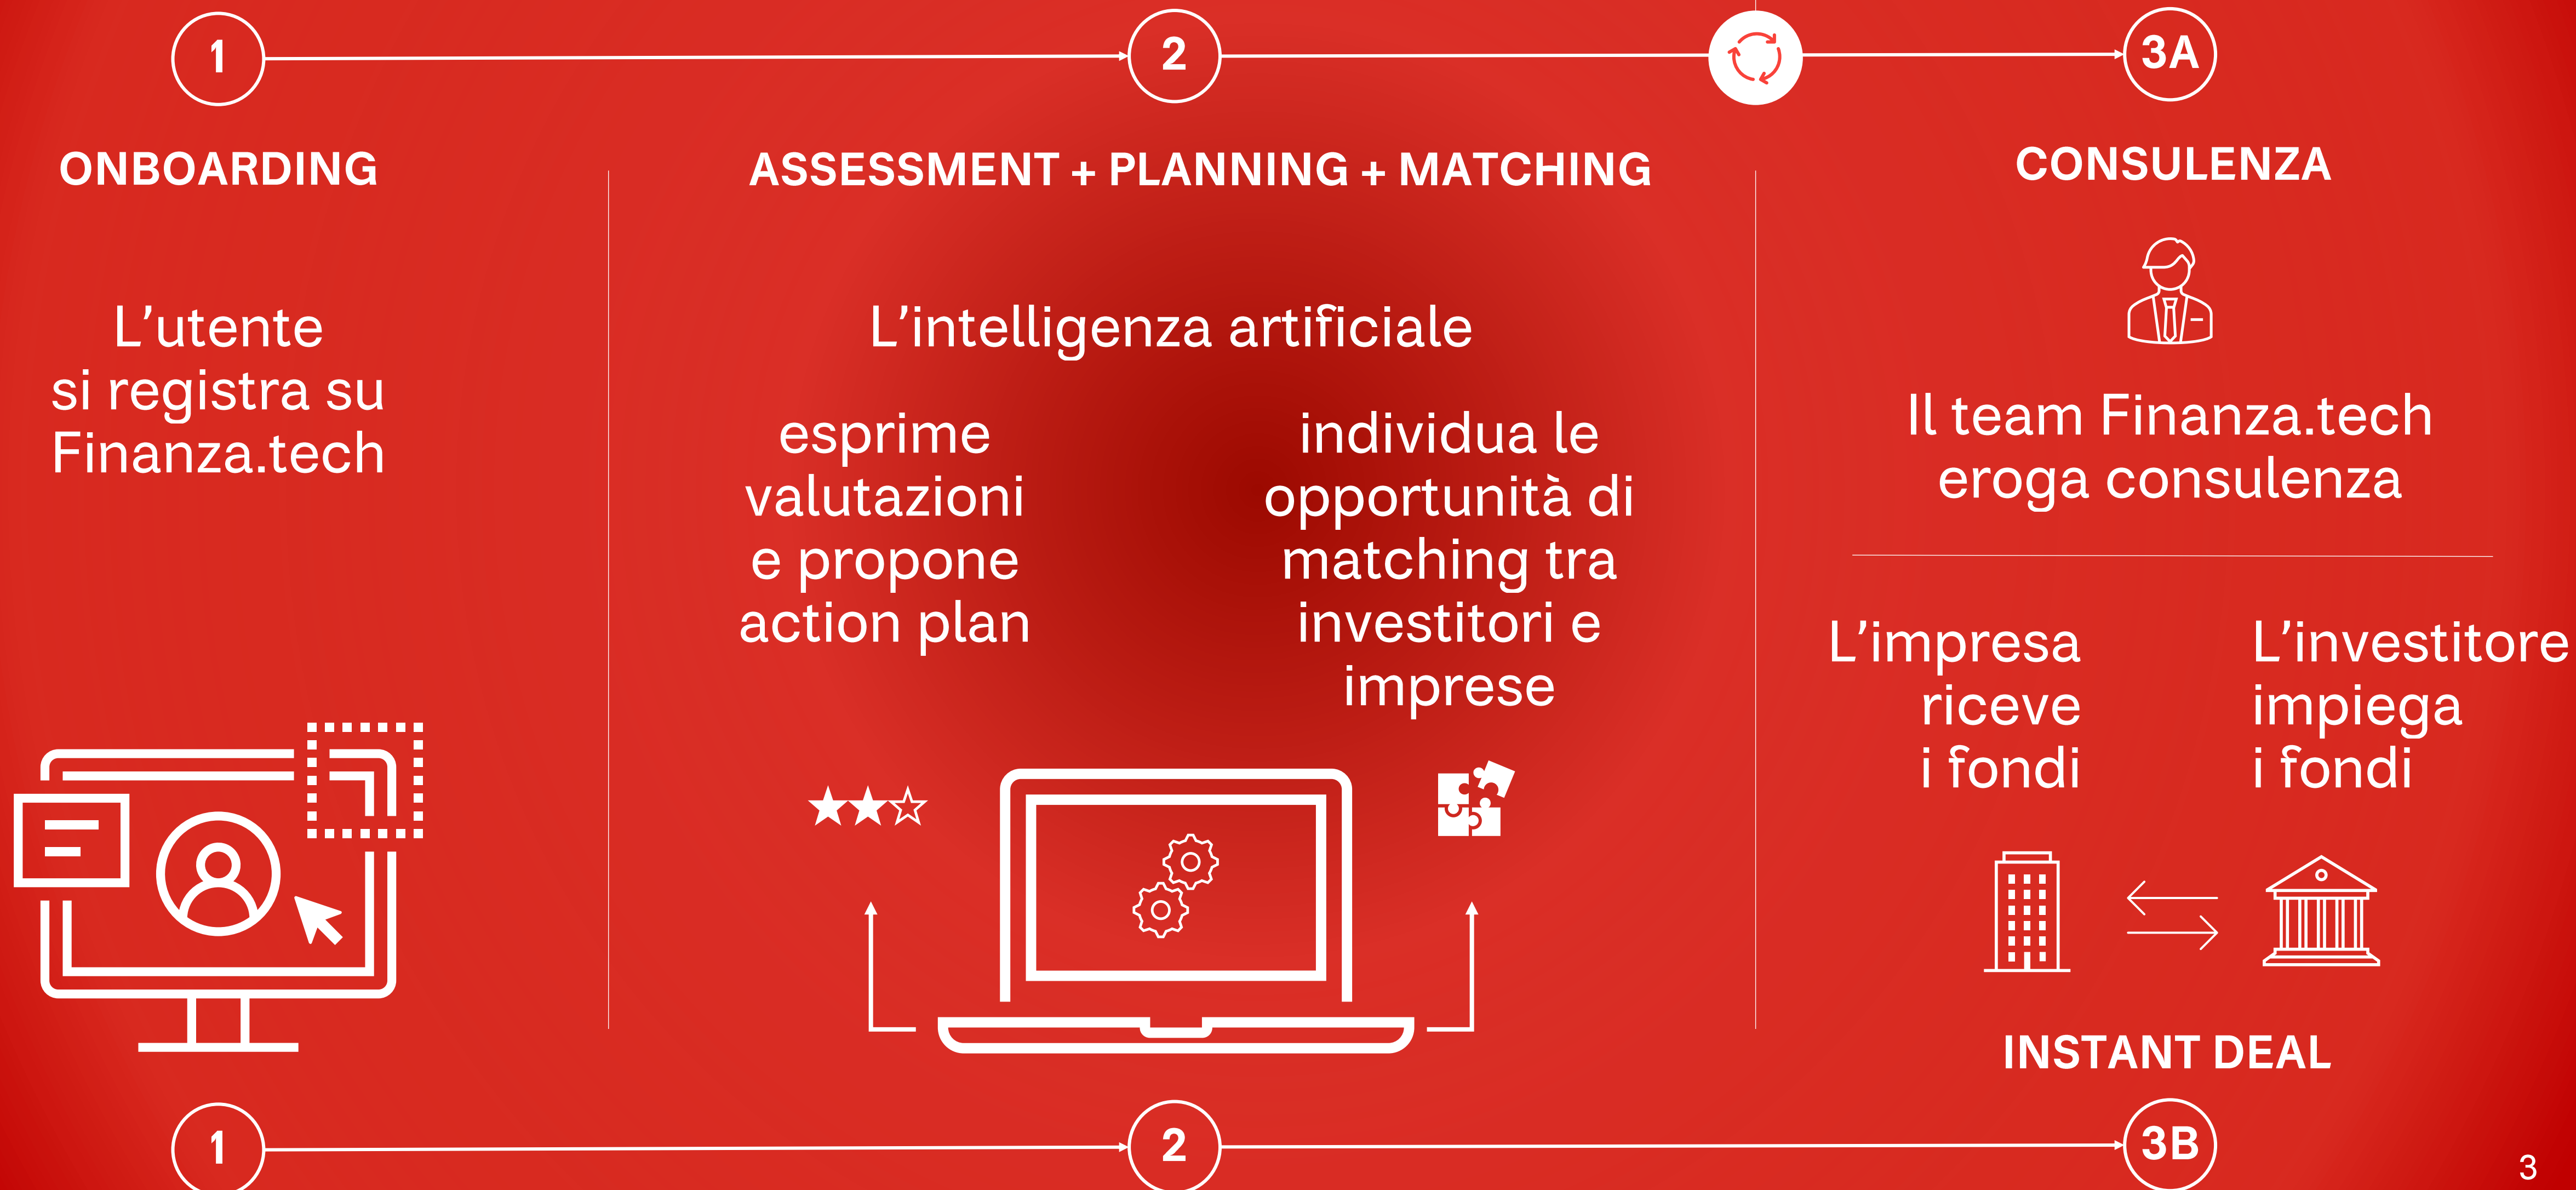 1
2
3A
ONBOARDING
L’utente
si registra su
Finanza.tech
ASSESSMENT + PLANNING + MATCHING
L’intelligenza artificiale
esprime
valutazioni
e propone
action plan
individua le
opportunità di
matching tra
investitori e
imprese
CONSULENZA
Il team Finanza.tech
eroga consulenza
L’impresa
riceve
i fondi
L’investitore
impiega
i fondi
INSTANT DEAL
1
2
3B
3